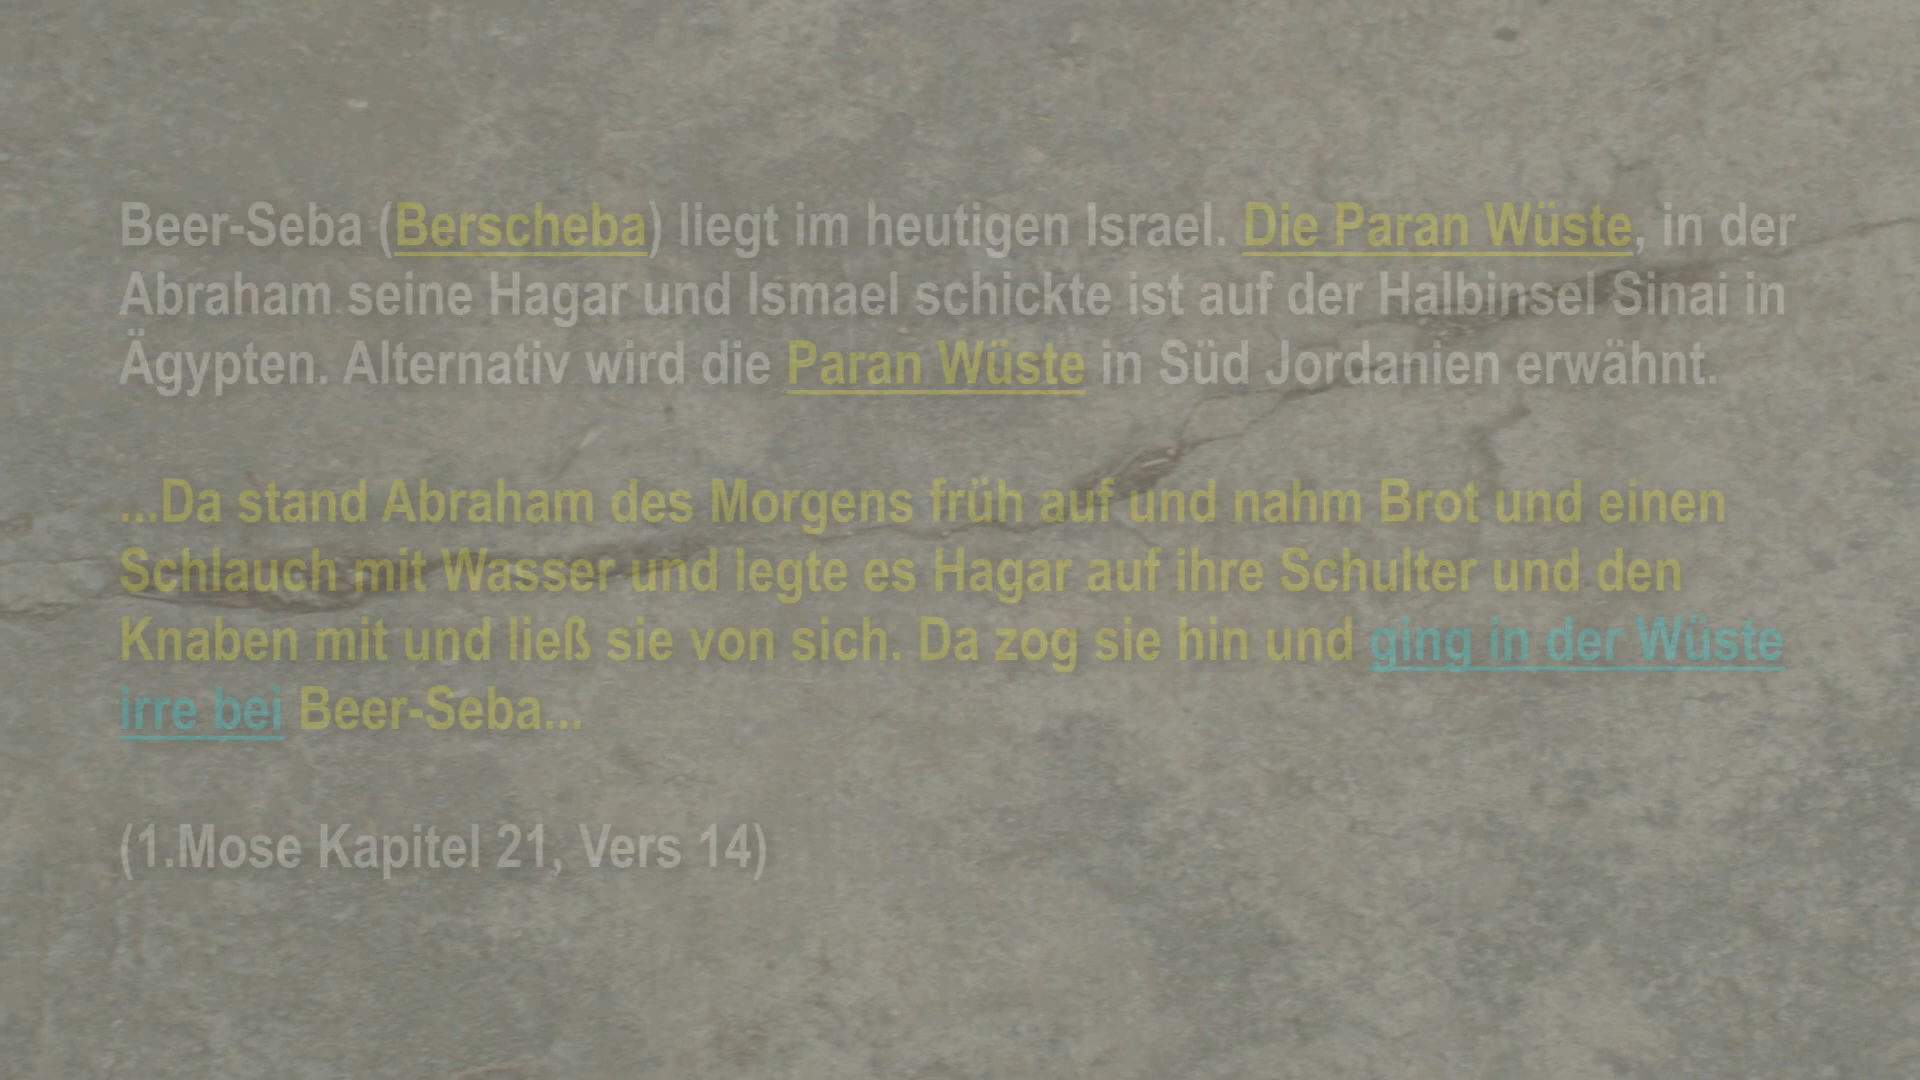 Beer-Seba (Berscheba) liegt im heutigen Israel. Die Paran Wüste, in der
Abraham seine Hagar und Ismael schickte ist auf der Halbinsel Sinai in
Ägypten. Alternativ wird die Paran Wüste in Süd Jordanien erwähnt.
...Da stand Abraham des Morgens früh auf und nahm Brot und einen
Schlauch mit Wasser und legte es Hagar auf ihre Schulter und den
Knaben mit und ließ sie von sich. Da zog sie hin und ging in der Wüste
irre bei Beer-Seba...
(1.Mose Kapitel 21, Vers 14)